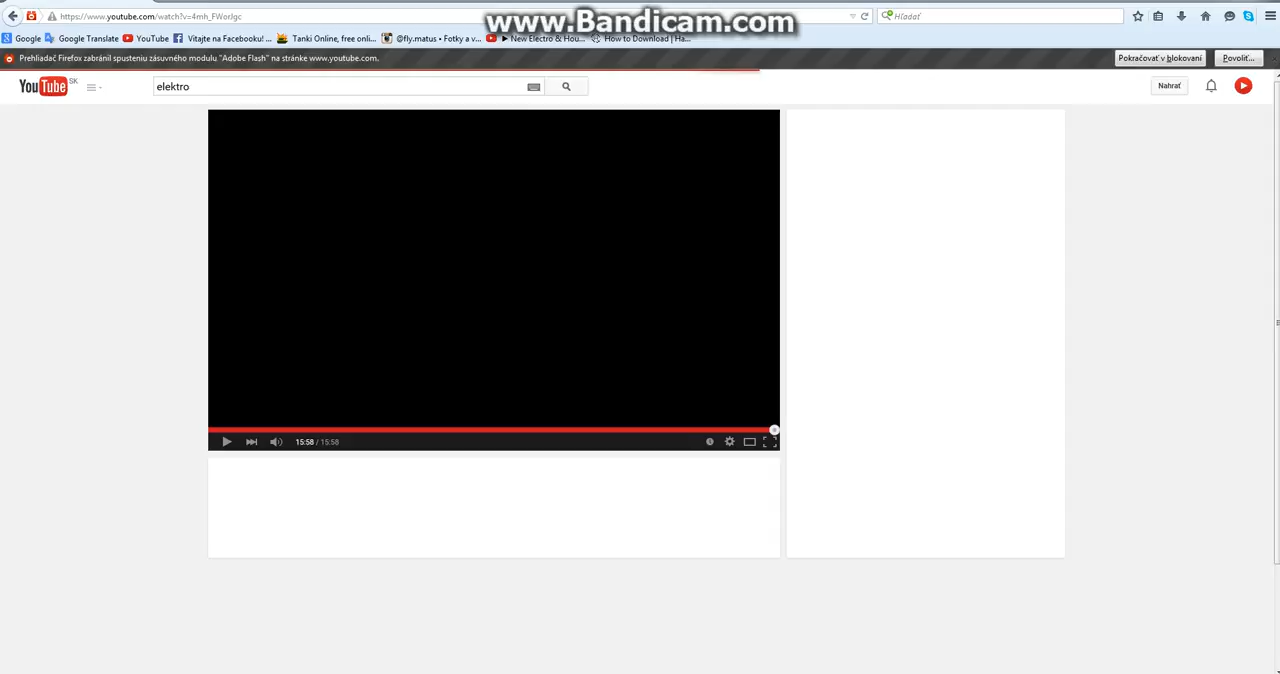 https://www.youtube.com/watch?v=4mh_FWorJgc
www.Bandicam.com
Hľadať
Google
Google Translate
YouTube
Vitajte na Facebooku! ...
Tanki Online, free onli...
@fly.matus • Fotky a v...
► New Electro & Hou...
How to Download | Ha...
Prehliadač Firefox zabránil spusteniu zásuvného modulu "Adobe Flash" na stránke www.youtube.com.
Pokračovať v blokovaní
Povoliť...
YouTube SK
elektro
Nahrať
15:58 / 15:58